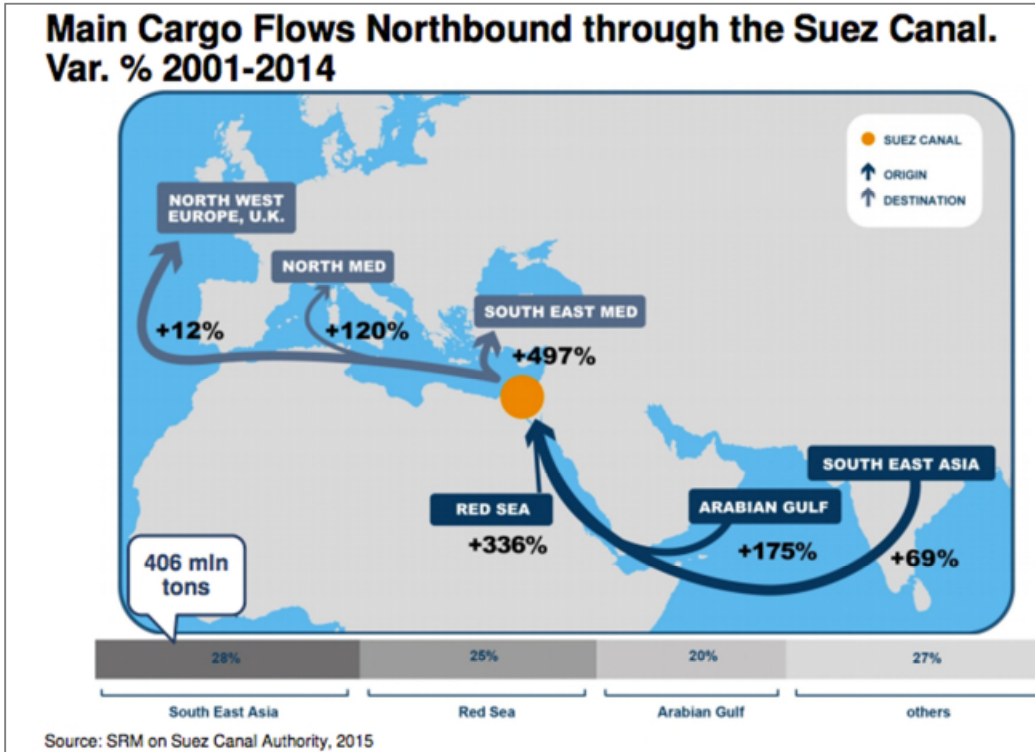 Main Cargo Flows Northbound through the Suez Canal.
Var. % 2001-2014
SUEZ CANAL
ORIGIN
DESTINATION
NORTH WEST
EUROPE, U.K.
NORTH MED
SOUTH EAST MED
+12%
+120%
+497%
SOUTH EAST ASIA
RED SEA
ARABIAN GULF
+336%
+175%
+69%
406 mln
tons
28%
25%
20%
27%
South East Asia
Red Sea
Arabian Gulf
others
Source: SRM on Suez Canal Authority, 2015